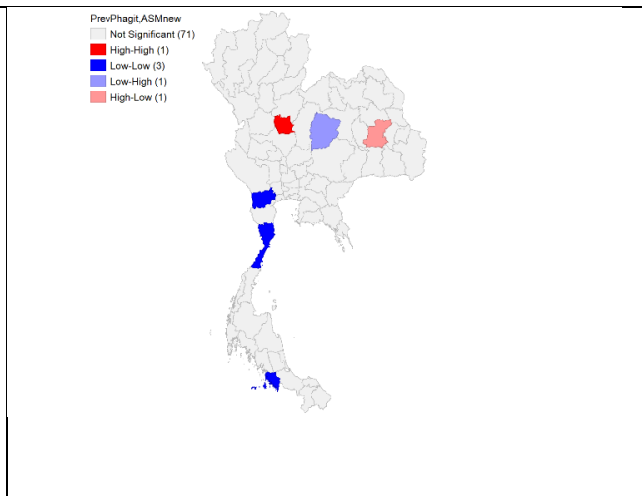 PrevPhagit,ASMnew
Not Significant (71)
High-High (1)
Low-Low (3)
Low-High (1)
High-Low (1)